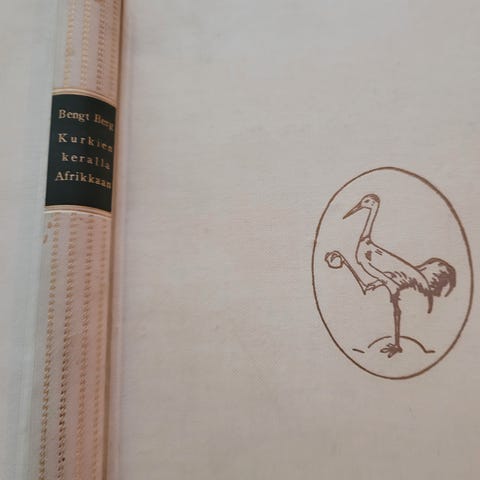 Bengt Berg
Kurkien
keralla
Afrikkaan